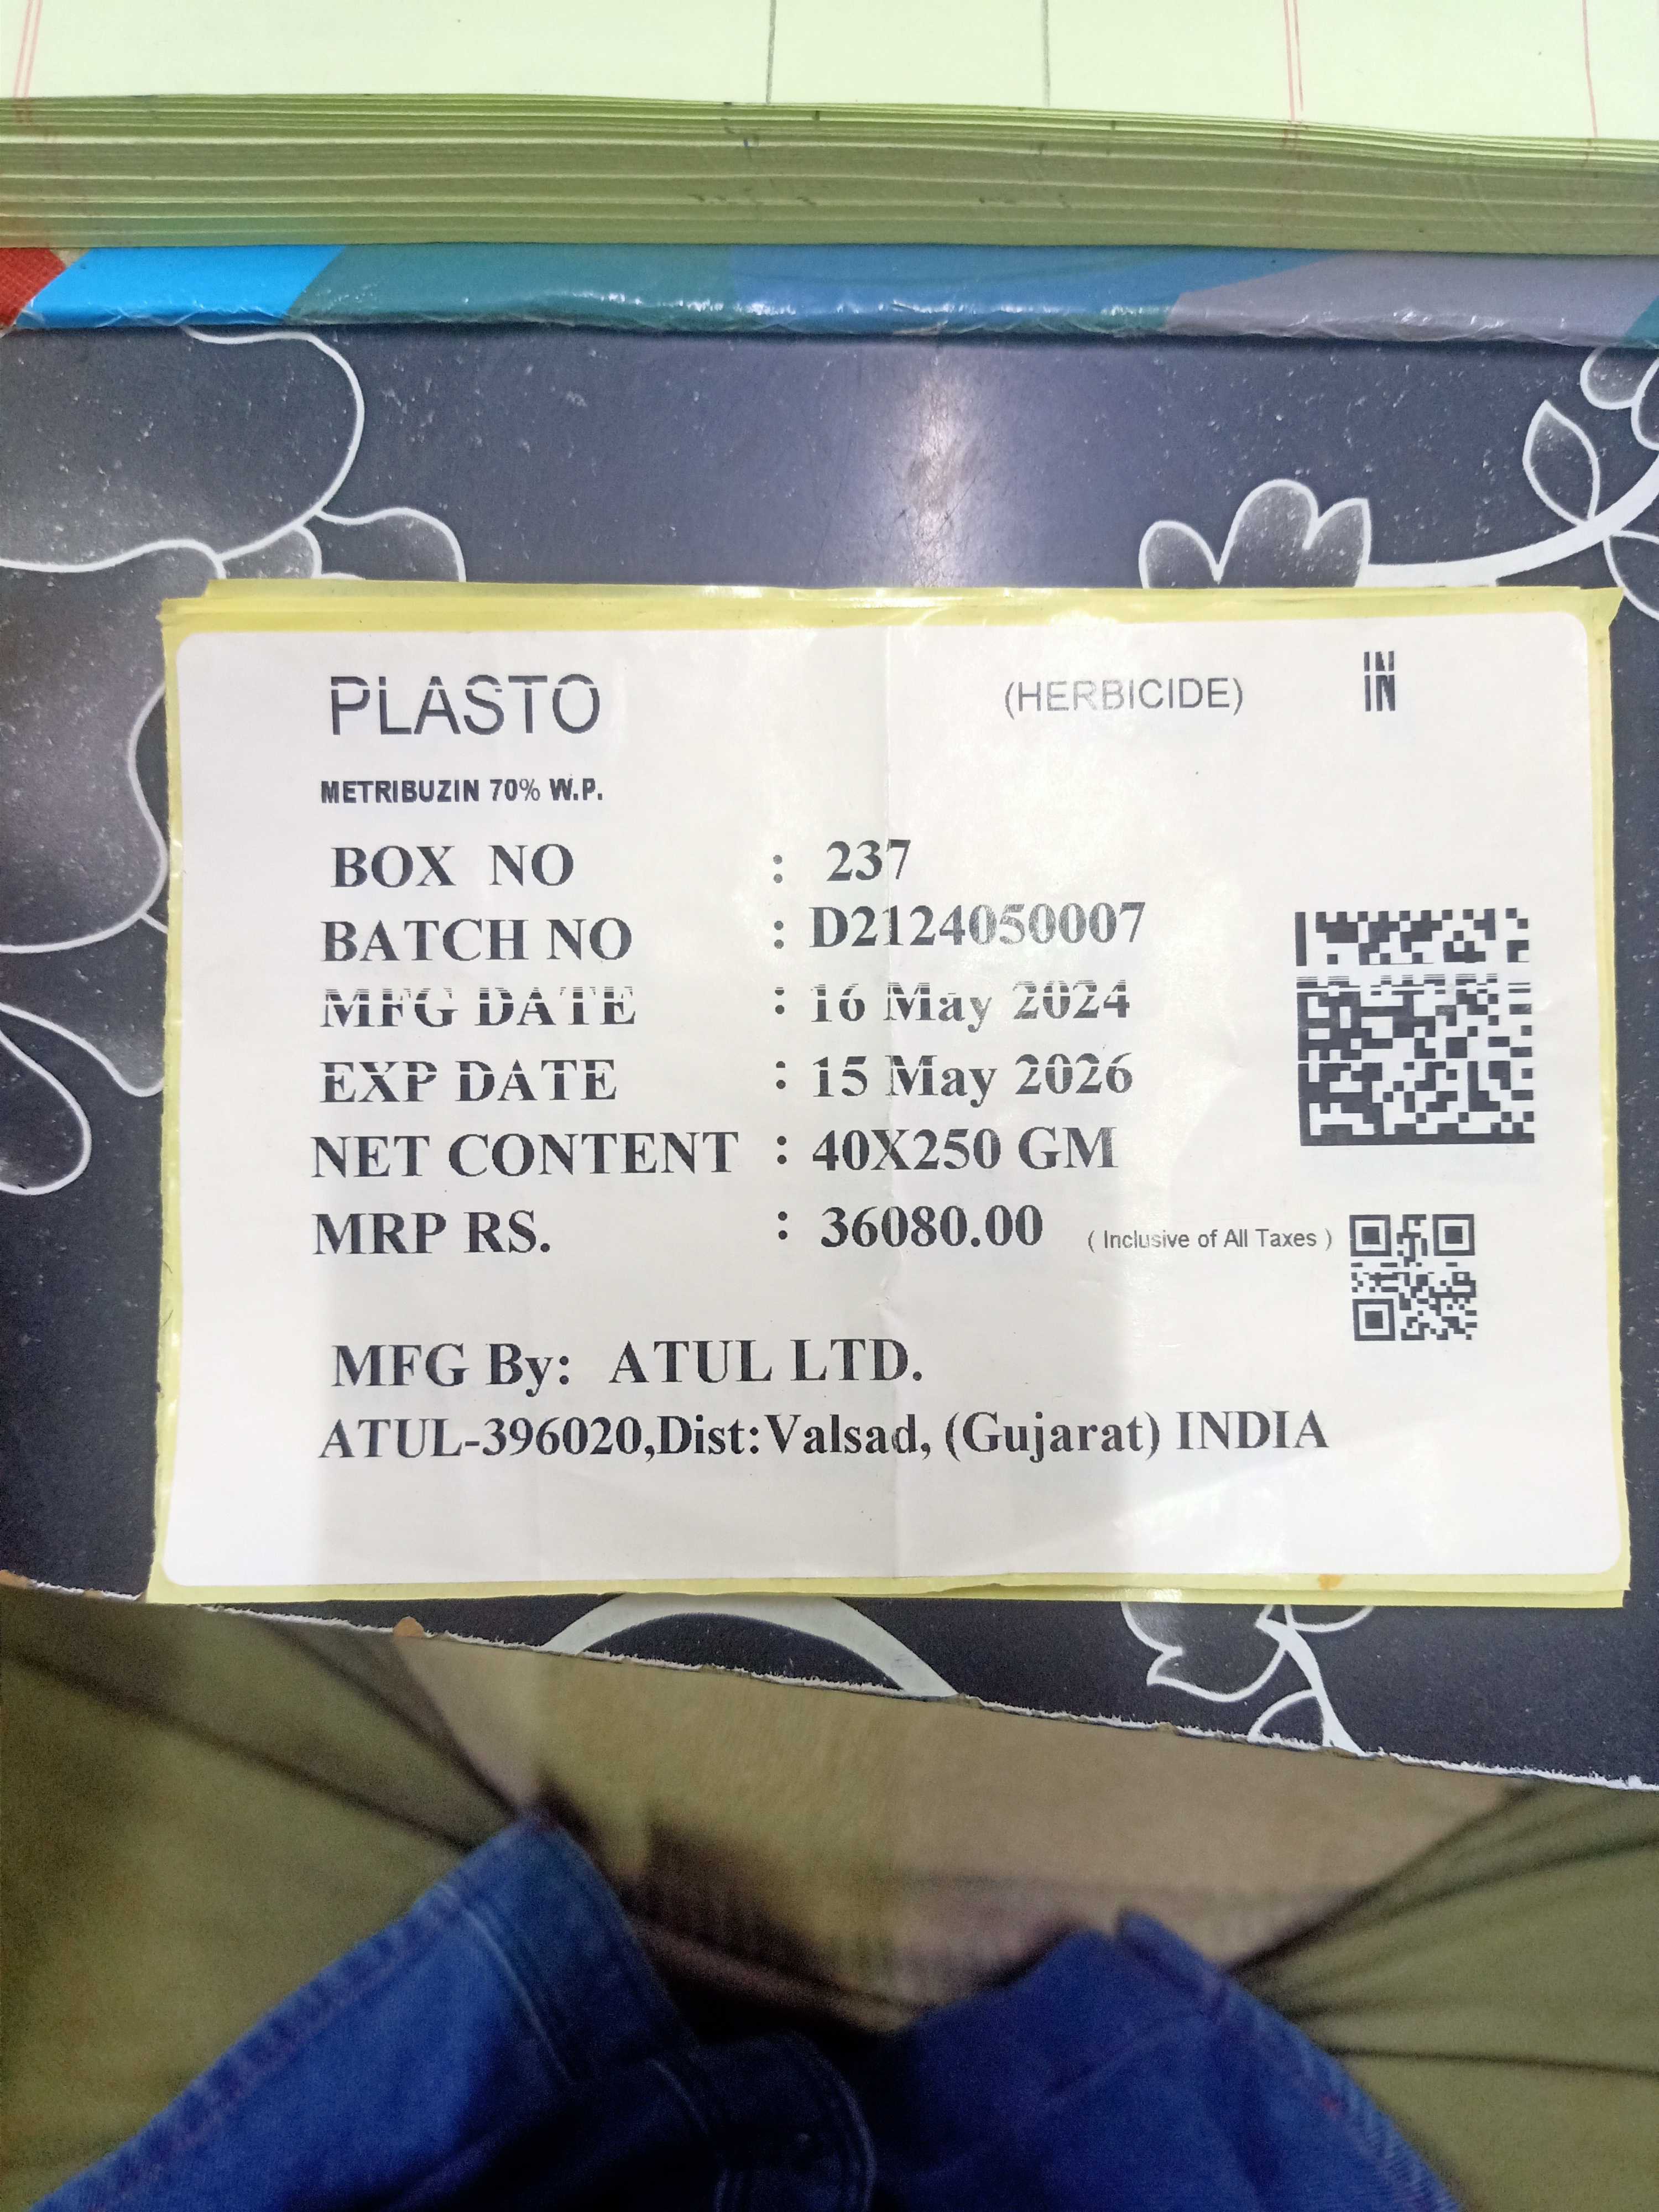 PLASTO (HERBICIDE) IN
METRIBUZIN 70% W.P.
BOX NO : 237
BATCH NO : D2124050007
MFG DATE : 16 May 2024
EXP DATE : 15 May 2026
NET CONTENT : 40X250 GM
MRP RS. : 36080.00 ( Inclusive of All Taxes )
MFG By: ATUL LTD.
ATUL-396020,Dist:Valsad, (Gujarat) INDIA